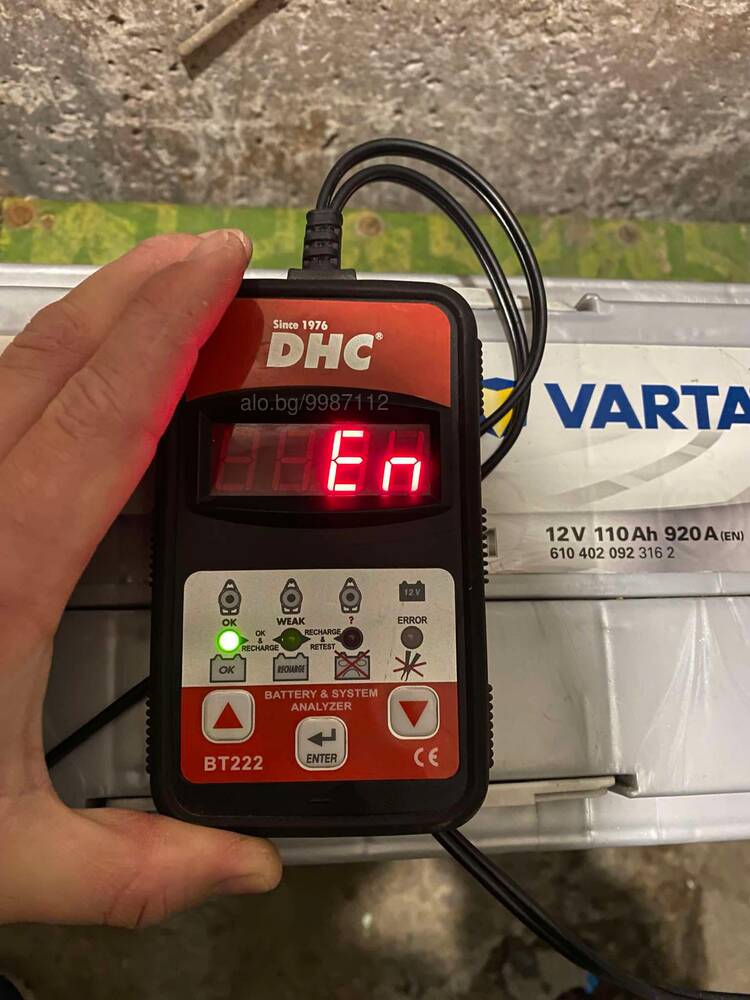 Since 1976
DHC®
alo.bg/9987112
En
VARTA
12V 110Ah 920A (EN)
610 402 092 316 2
12V
OK
WEAK
?
ERROR
OK & RECHARGE
RECHARGE & RETEST
OK
RECHARGE
BATTERY & SYSTEM
ANALYZER
BT222
ENTER
CE